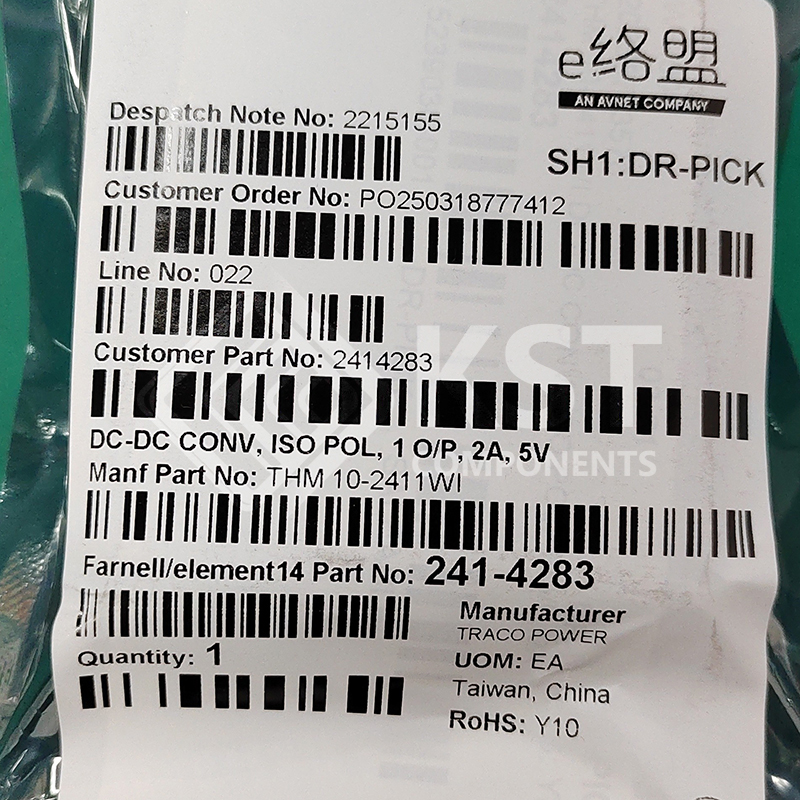 e络盟
AN AVNET COMPANY
Despatch Note No: 2215155
SH1:DR-PICK
Customer Order No: PO250318777412
Line No: 022
Customer Part No: 2414283
KST
COMPONENTS
DC-DC CONV, ISO POL, 1 O/P, 2A, 5V
Manf Part No: THM 10-2411WI
Farnell/element14 Part No: 241-4283
Manufacturer
TRACO POWER
Quantity: 1
UOM: EA
Taiwan, China
RoHS: Y10